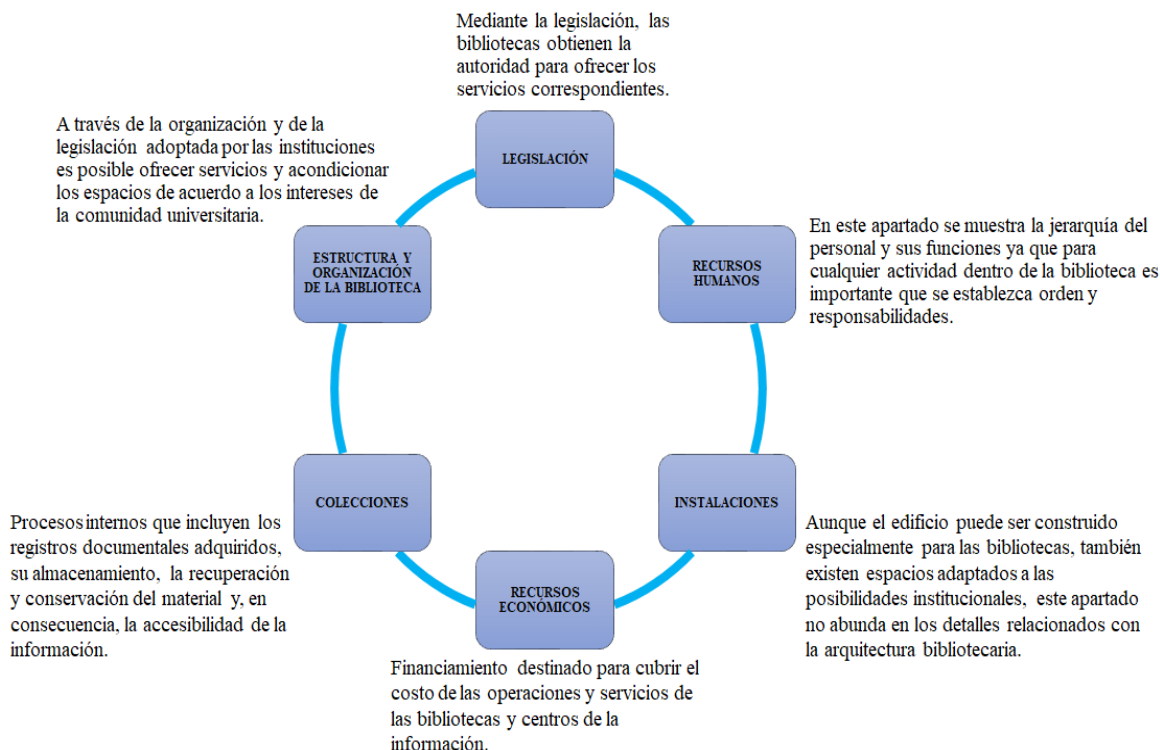 Mediante la legislación, las
bibliotecas obtienen la
autoridad para ofrecer los
servicios correspondientes.
LEGISLACIÓN
A través de la organización y de la
legislación adoptada por las instituciones
es posible ofrecer servicios y acondicionar
los espacios de acuerdo a los intereses de
la comunidad universitaria.
ESTRUCTURA Y
ORGANIZACIÓN
DE LA BIBLIOTECA
RECURSOS
HUMANOS
En este apartado se muestra la jerarquía del
personal y sus funciones ya que para
cualquier actividad dentro de la biblioteca es
importante que se establezca orden y
responsabilidades.
COLECCIONES
Procesos internos que incluyen los
registros documentales adquiridos,
su almacenamiento, la recuperación
y conservación del material y, en
consecuencia, la accesibilidad de la
información.
INSTALACIONES
Aunque el edificio puede ser construido
especialmente para las bibliotecas, también
existen espacios adaptados a las
posibilidades institucionales, este apartado
no abunda en los detalles relacionados con
la arquitectura bibliotecaria.
RECURSOS
ECONÓMICOS
Financiamiento destinado para cubrir el
costo de las operaciones y servicios de
las bibliotecas y centros de la
información.